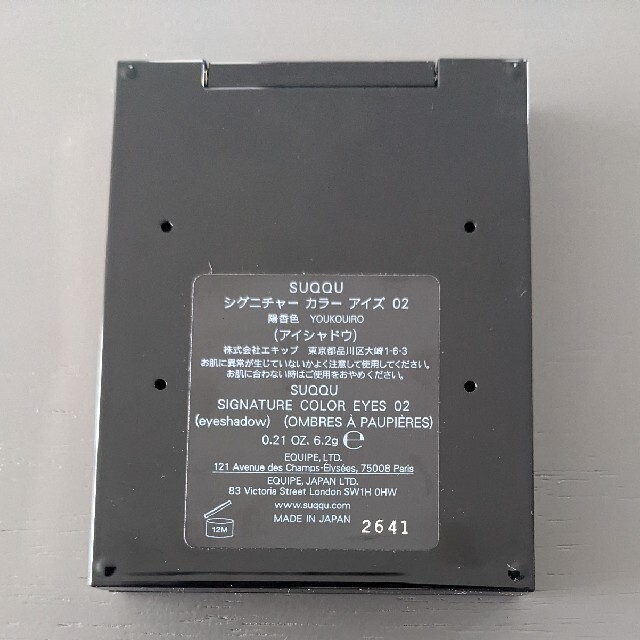 SUQQU
シグニチャー カラー アイズ 02
陽香色 YOUKOUIRO
(アイシャドウ)
株式会社エキップ 東京都品川区大崎1-6-3
お肌に異常が生じていないかよく注意して使用してください。
お肌に合わない時はご使用をおやめください。
SUQQU
SIGNATURE COLOR EYES 02
(eyeshadow) (OMBRES À PAUPIÈRES)
0.21 OZ. 6.2g ℮
EQUIPE, LTD.
121 Avenue des Champs-Élysées, 75008 Paris
EQUIPE, JAPAN LTD.
83 Victoria Street London SW1H 0HW
www.suqqu.com
MADE IN JAPAN 2641
12M